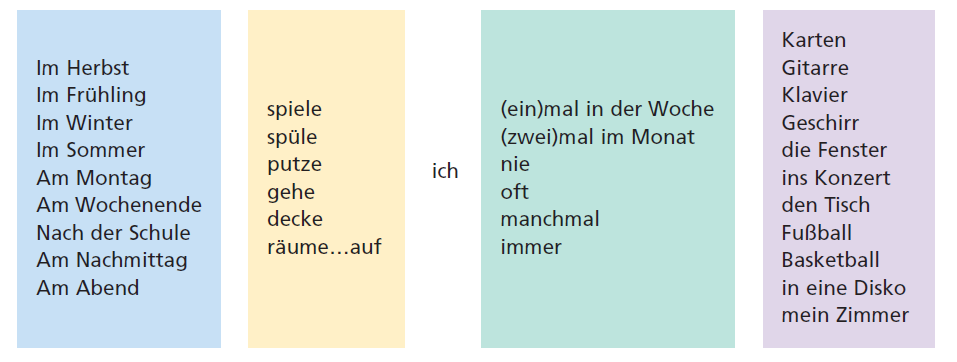 Im Herbst
Im Frühling
Im Winter
Im Sommer
Am Montag
Am Wochenende
Nach der Schule
Am Nachmittag
Am Abend
spiele
spüle
putze
gehe
decke
räume...auf
ich
(ein)mal in der Woche
(zwei)mal im Monat
nie
oft
manchmal
immer
Karten
Gitarre
Klavier
Geschirr
die Fenster
ins Konzert
den Tisch
Fußball
Basketball
in eine Disko
mein Zimmer